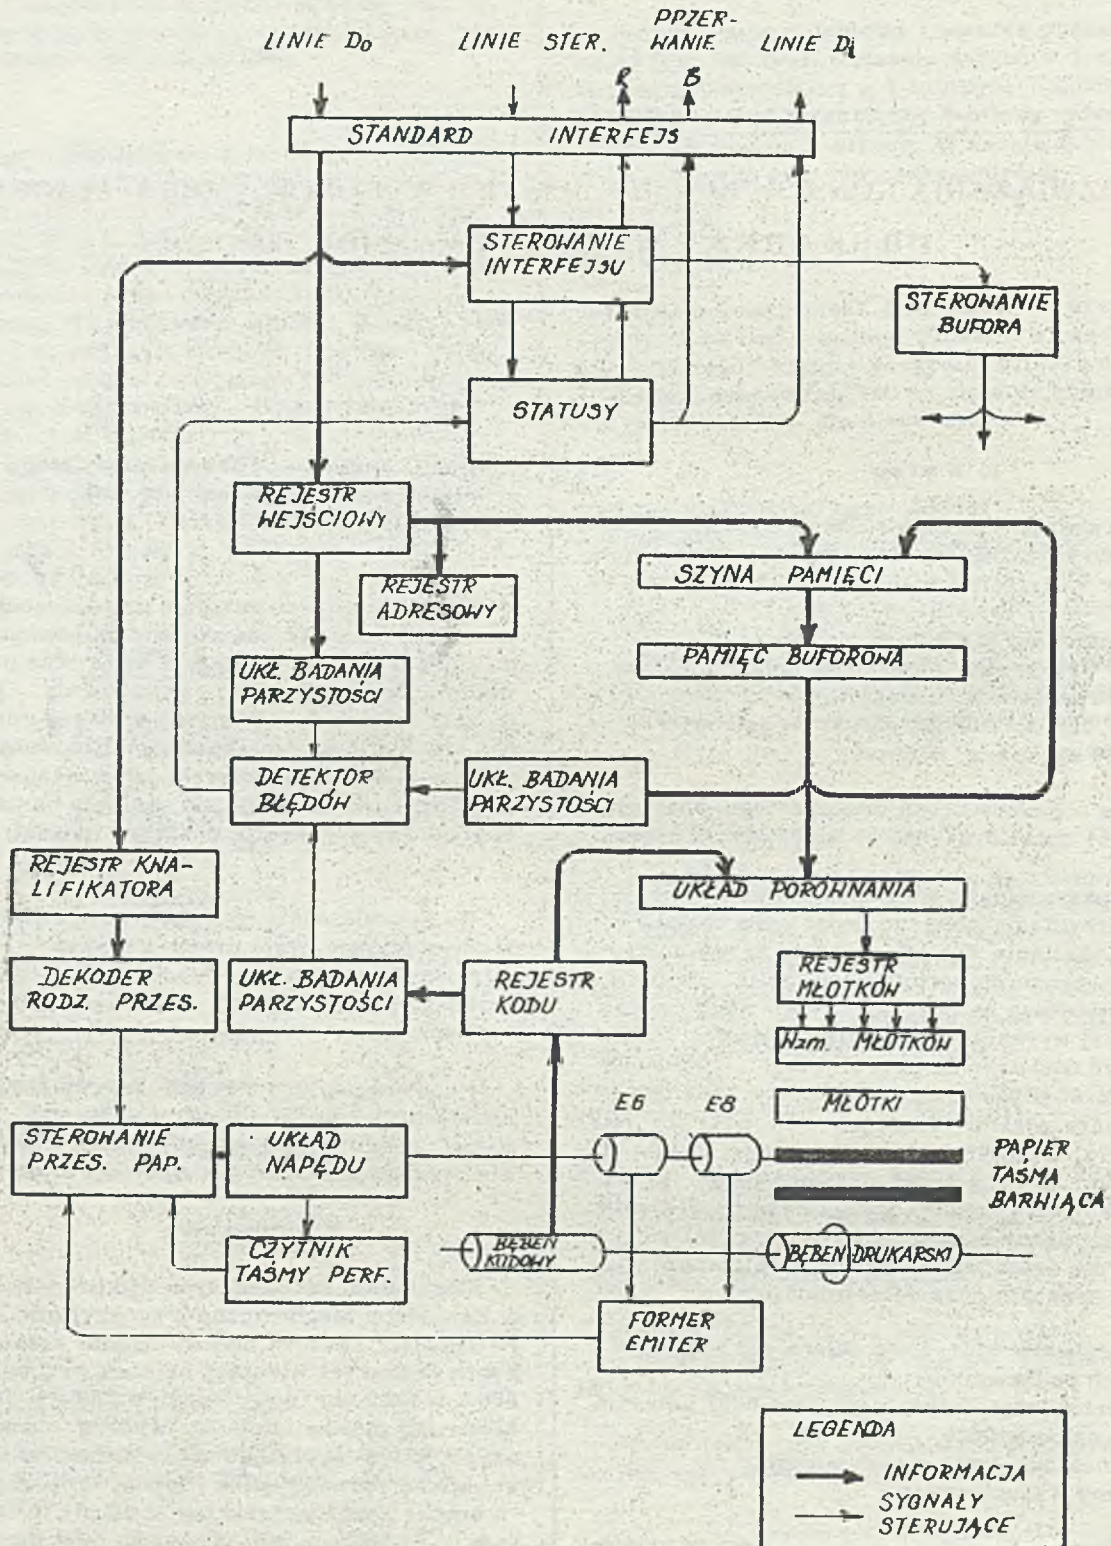 LINIE Do
LINIE STER.
PPZER-
WANIE
LINIE Di
R
B
STANDARD INTERFEJS
STEROWANIE
INTERFEJSU
STEROWANIE
BUFORA
STATUSY
REJESTR
WEJŚCIOWY
REJESTR
ADRESOWY
SZYNA PAMIĘCI
PAMIĘC BUFOROWA
UKŁ. BADANIA
PARZYSTOŚCI
DETEKTOR
BŁĘDÓW
UKŁ. BADANIA
PARZYSTOŚCI
REJESTR KWA-
LIFIKATORA
UKŁAD PORÓWNANIA
DEKODER
RODZ. PRZES.
UKŁ. BADANIA
PARZYSTOŚCI
REJESTR
KODU
REJESTR
MŁOTKÓW
Wzm. MŁOTKÓW
E6
E8
MŁOTKI
STEROWANIE
PRZES. PAP.
UKŁAD
NAPĘDU
PAPIER
TAŚMA
BARWIĄCA
CZYTNIK
TAŚMY PERF.
BĘBEN
KODOWY
BĘBEN DRUKARSKI
FORMER
EMITER
LEGENDA
INFORMACJA
SYGNAŁY
STERUJĄCE